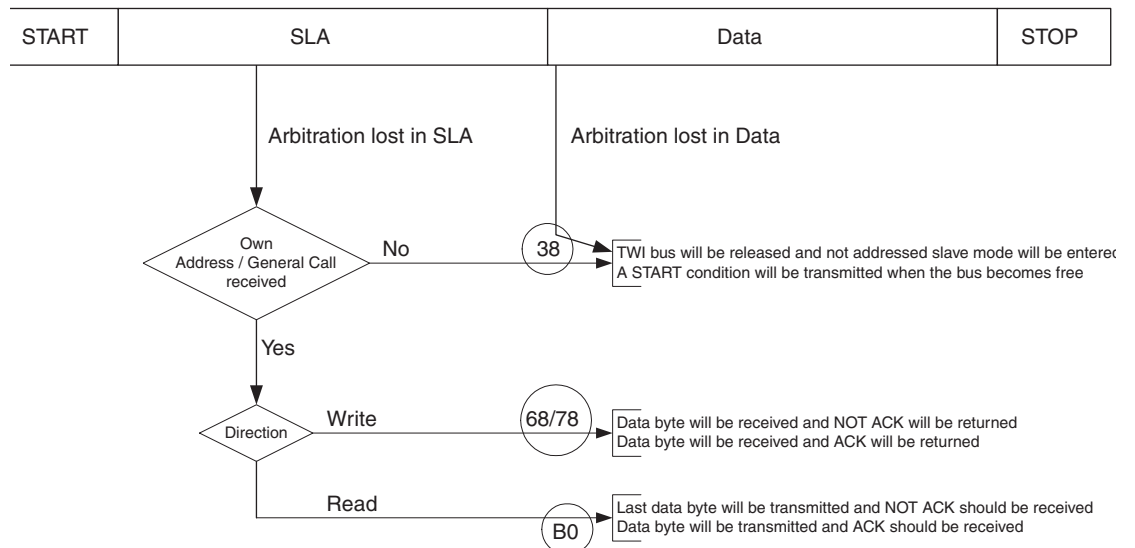 START SLA Data STOP
Arbitration lost in SLA Arbitration lost in Data
Own
Address / General Call
received
No
38
TWI bus will be released and not addressed slave mode will be entered
A START condition will be transmitted when the bus becomes free
Yes
Direction
Write
68/78
Data byte will be received and NOT ACK will be returned
Data byte will be received and ACK will be returned
Read
B0
Last data byte will be transmitted and NOT ACK should be received
Data byte will be transmitted and ACK should be received